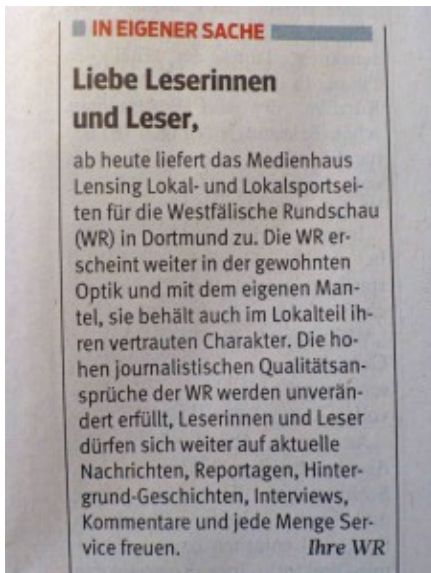 IN EIGENER SACHE
Liebe Leserinnen
und Leser,
ab heute liefert das Medienhaus
Lensing Lokal- und Lokalsportsei-
ten für die Westfälische Rundschau
(WR) in Dortmund zu. Die WR er-
scheint weiter in der gewohnten
Optik und mit dem eigenen Man-
tel, sie behält auch im Lokalteil ih-
ren vertrauten Charakter. Die ho-
hen journalistischen Qualitätsan-
sprüche der WR werden unverän-
dert erfüllt, Leserinnen und Leser
dürfen sich weiter auf aktuelle
Nachrichten, Reportagen, Hinter-
grund-Geschichten, Interviews,
Kommentare und jede Menge Ser-
vice freuen. Ihre WR